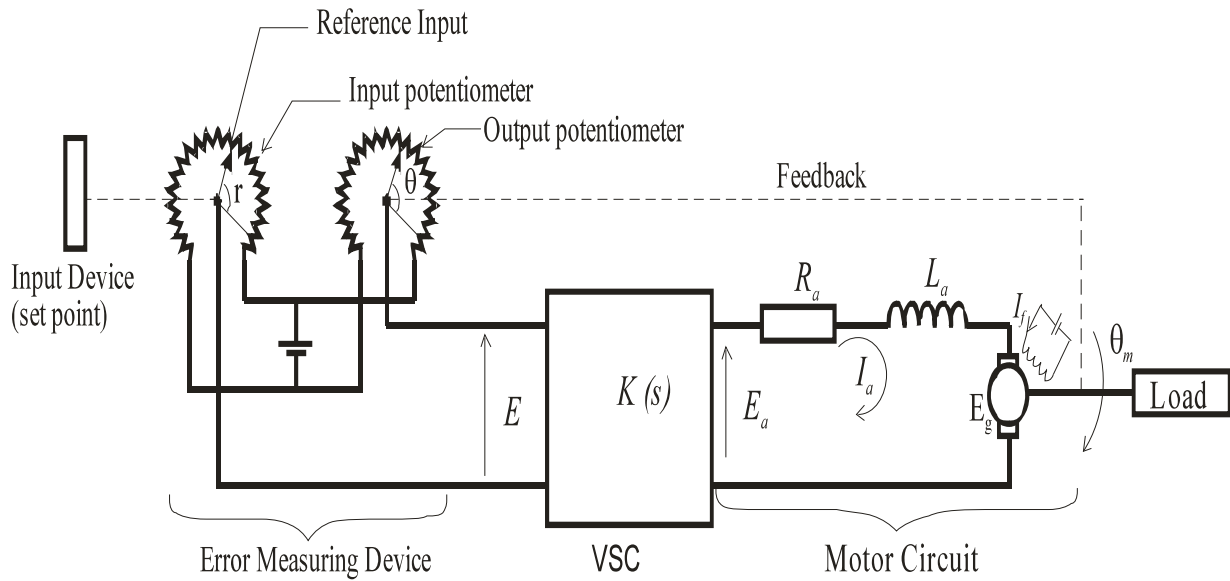 Reference Input
Input potentiometer
Output potentiometer
r
θ
Feedback
Input Device
(set point)
R_a
L_a
I_f
θ_m
I_a
K (s)
E
E_a
E_g
Load
Error Measuring Device
VSC
Motor Circuit